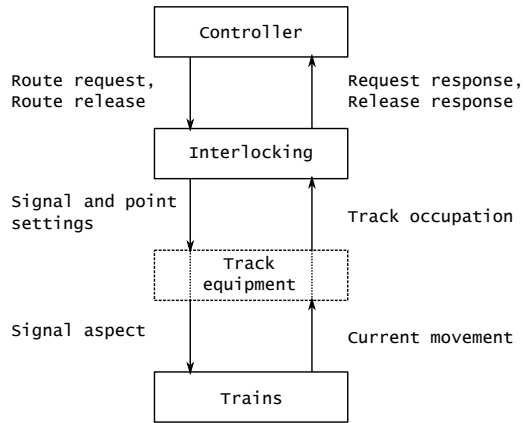 Controller
Route request,
Route release
Request response,
Release response
Interlocking
Signal and point
settings
Track occupation
Track
equipment
Signal aspect
Current movement
Trains